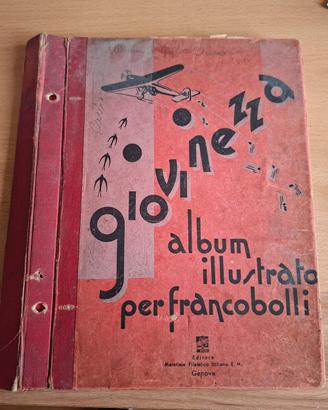 giovinezza
album
illustrato
per francobolli
Editore
Materiale Filatelico Italiano E. M.
Genova